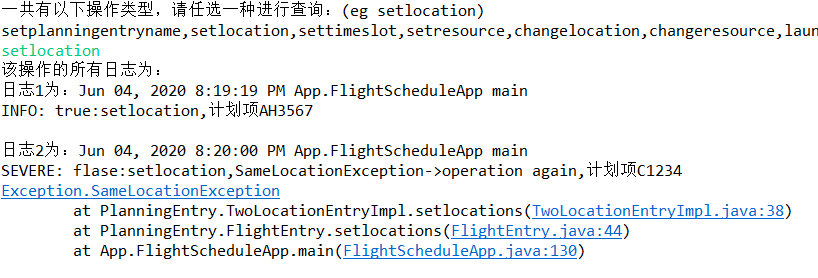 一共有以下操作类型，请任选一种进行查询：(eg setlocation)
setplanningentryname,setlocation,settimeslot,setresource,changelocation,changeresource,laun
setlocation
该操作的所有日志为：
日志1为：Jun 04, 2020 8:19:19 PM App.FlightScheduleApp main
INFO: true:setlocation,计划项AH3567
日志2为：Jun 04, 2020 8:20:00 PM App.FlightScheduleApp main
SEVERE: flase:setlocation,SameLocationException->operation again,计划项C1234
Exception.SameLocationException
at PlanningEntry.TwoLocationEntryImpl.setlocations(TwoLocationEntryImpl.java:38)
at PlanningEntry.FlightEntry.setlocations(FlightEntry.java:44)
at App.FlightScheduleApp.main(FlightScheduleApp.java:130)